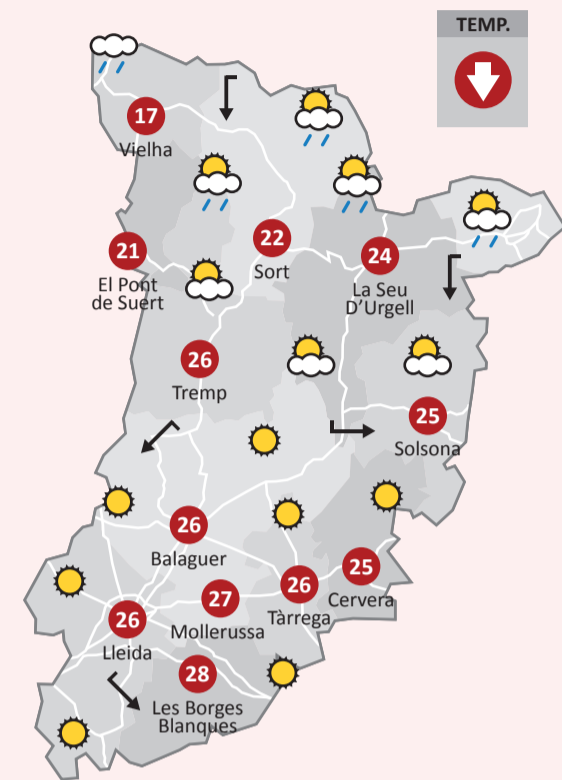 TEMP.
17
Vielha
21
El Pont
de Suert
22
Sort
24
La Seu
D'Urgell
26
Tremp
25
Solsona
26
Balaguer
25
Cervera
26
Tàrrega
27
Mollerussa
26
Lleida
28
Les Borges
Blanques